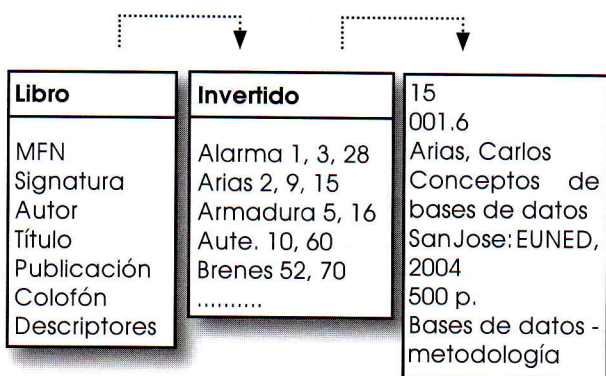 Libro
MFN
Signatura
Autor
Título
Publicación
Colofón
Descriptores
Invertido
Alarma 1, 3, 28
Arias 2, 9, 15
Armadura 5, 16
Aute. 10, 60
Brenes 52, 70
..........
15
001.6
Arias, Carlos
Conceptos de
bases de datos
SanJose: EUNED,
2004
500 p.
Bases de datos -
metodología